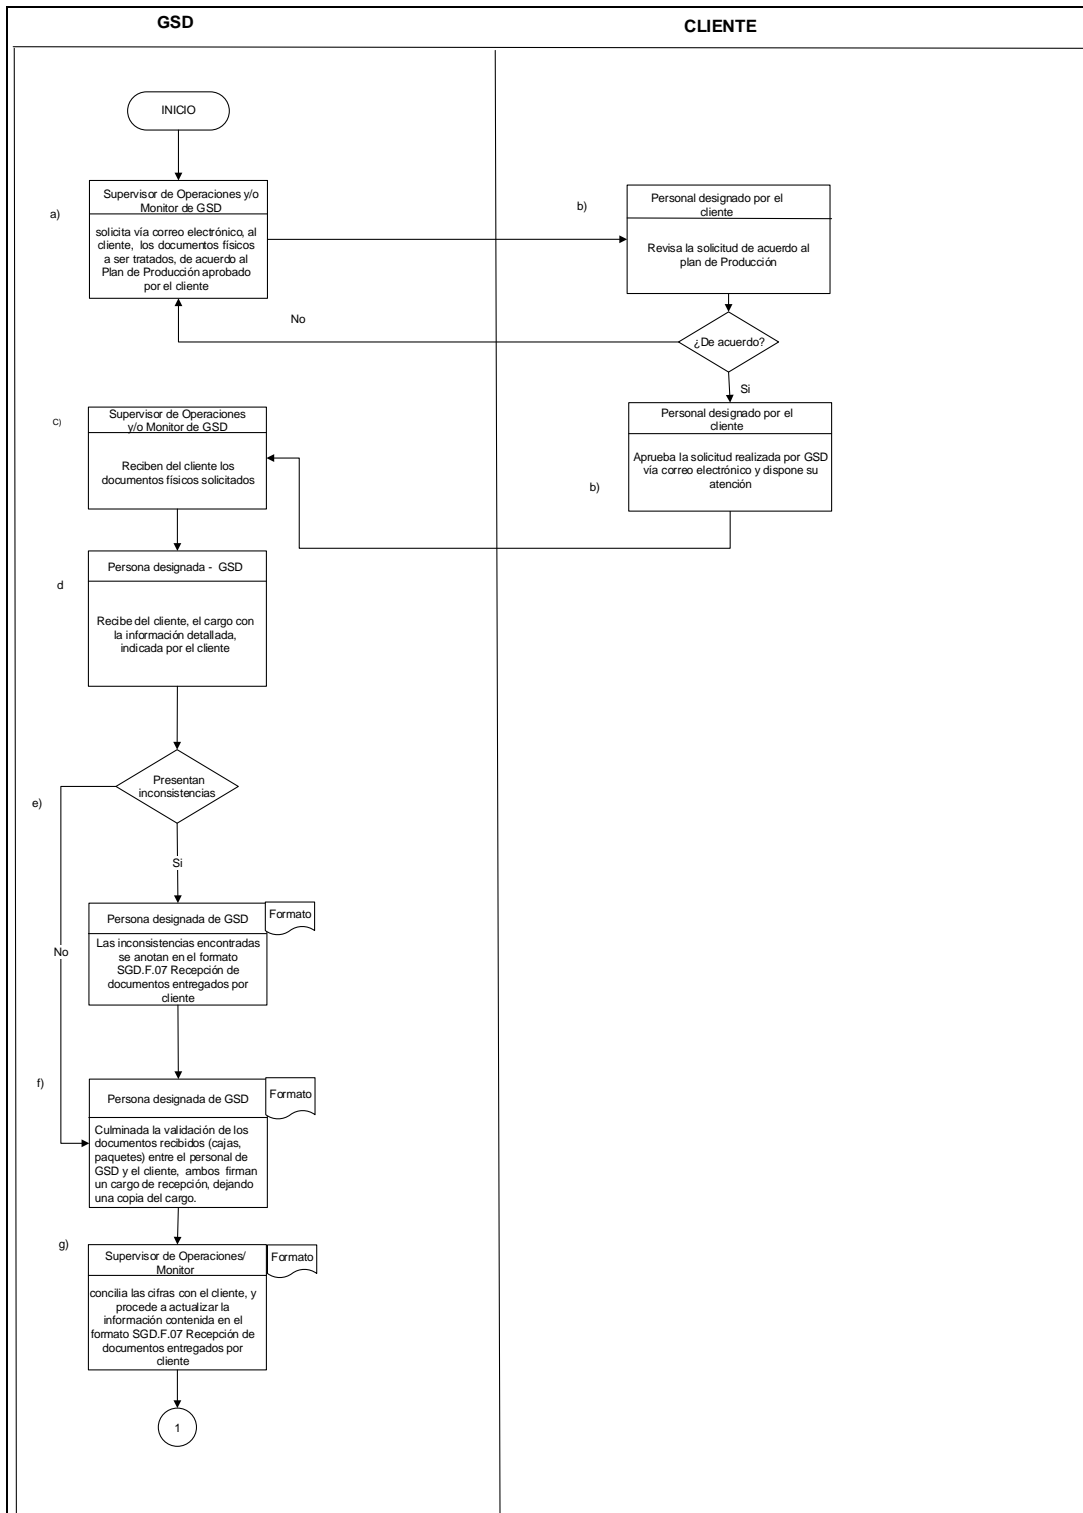 GSD
CLIENTE
INICIO
a)
Supervisor de Operaciones y/o
Monitor de GSD
solicita vía correo electrónico, al
cliente, los documentos físicos
a ser tratados, de acuerdo al
Plan de Producción aprobado
por el cliente
b)
Personal designado por el
cliente
Revisa la solicitud de acuerdo al
plan de Producción
No
¿De acuerdo?
Si
Personal designado por el
cliente
Aprueba la solicitud realizada por GSD
vía correo electrónico y dispone su
atención
b)
c)
Supervisor de Operaciones
y/o Monitor de GSD
Reciben del cliente los
documentos físicos solicitados
d
Persona designada - GSD
Recibe del cliente, el cargo con
la información detallada,
indicada por el cliente
e)
Presentan
inconsistencias
Si
No
Persona designada de GSD
Formato
Las inconsistencias encontradas
se anotan en el formato
SGD.F.07 Recepción de
documentos entregados por
cliente
f)
Persona designada de GSD
Formato
Culminada la validación de los
documentos recibidos (cajas,
paquetes) entre el personal de
GSD y el cliente, ambos firman
un cargo de recepción, dejando
una copia del cargo.
g)
Supervisor de Operaciones/
Monitor
Formato
concilia las cifras con el cliente, y
procede a actualizar la
información contenida en el
formato SGD.F.07 Recepción de
documentos entregados por
cliente
1